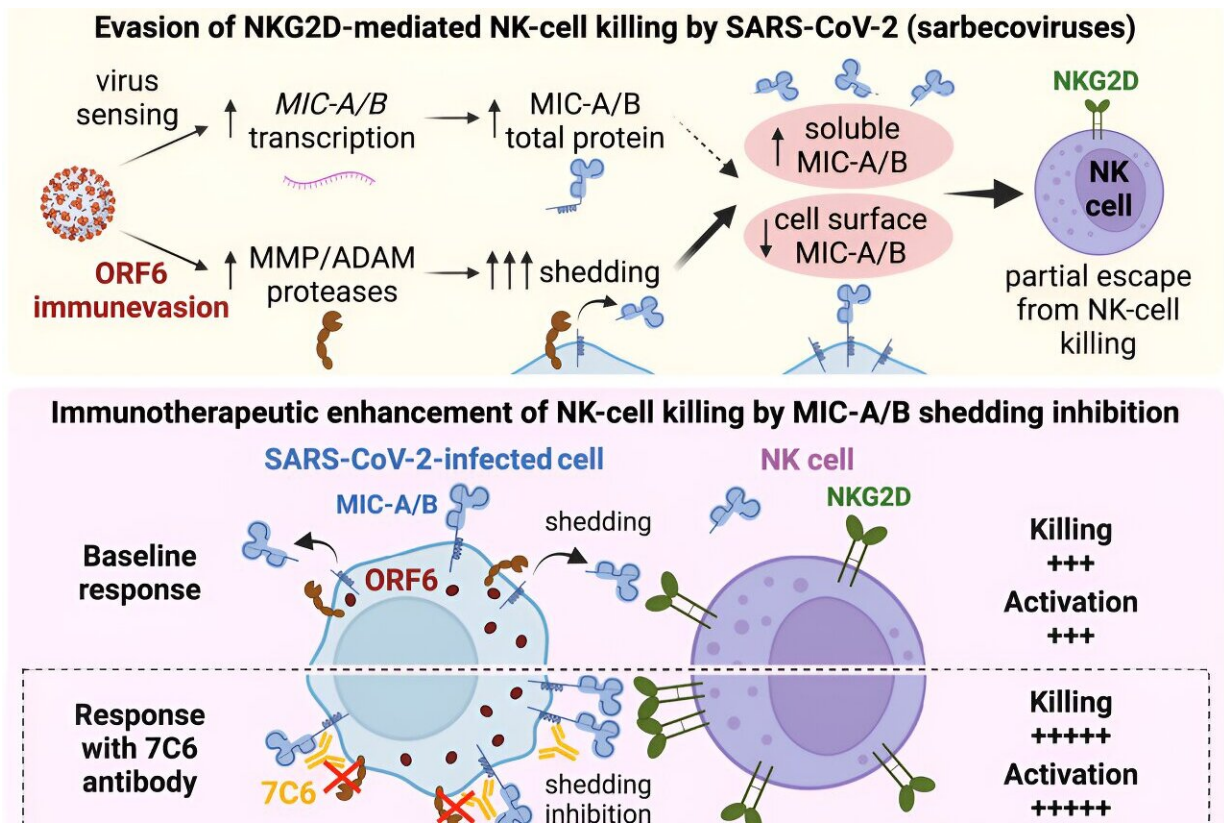 Evasion of NKG2D-mediated NK-cell killing by SARS-CoV-2 (sarbecoviruses)
virus
sensing
↑ MIC-A/B
transcription
↑ MIC-A/B
total protein
↑ soluble
MIC-A/B
NKG2D
NK
cell
ORF6
immunevasion
↑ MMP/ADAM
proteases
↑↑↑ shedding
↓ cell surface
MIC-A/B
partial escape
from NK-cell
killing
Immunotherapeutic enhancement of NK-cell killing by MIC-A/B shedding inhibition
SARS-CoV-2-infected cell
NK cell
MIC-A/B
shedding
NKG2D
Baseline
response
ORF6
Killing
+++
Activation
+++
Response
with 7C6
antibody
7C6
shedding
inhibition
Killing
+++++
Activation
+++++